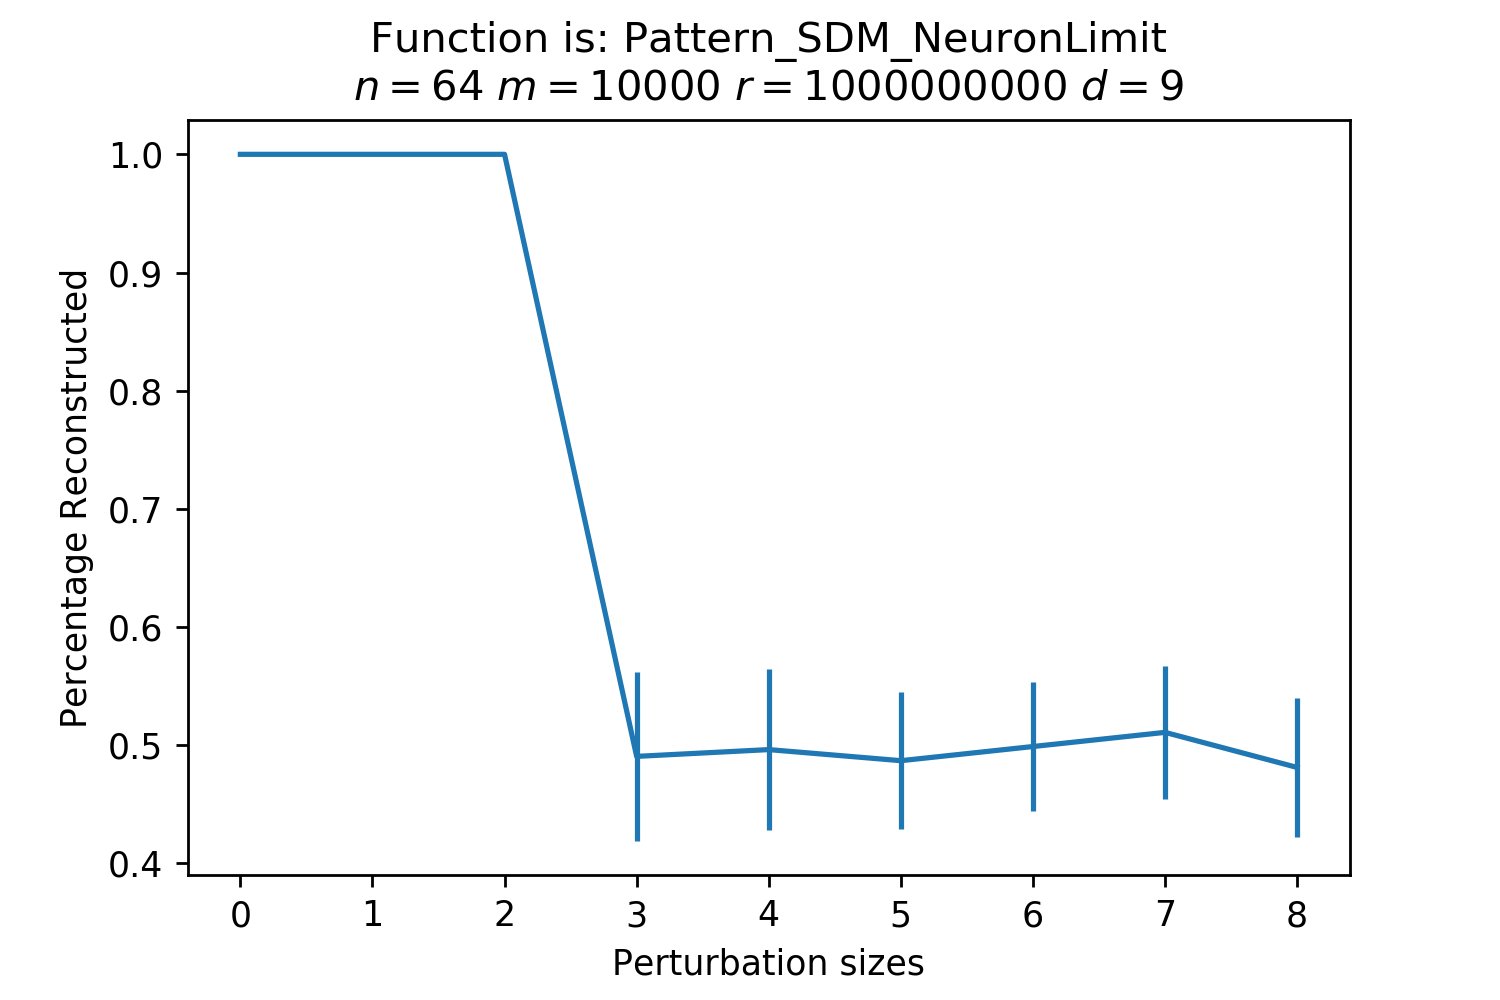 Function is: Pattern_SDM_NeuronLimit
n = 64 m = 10000 r = 1000000000 d = 9
1.0
0.9
0.8
0.7
0.6
0.5
0.4
Percentage Reconstructed
0 1 2 3 4 5 6 7 8
Perturbation sizes